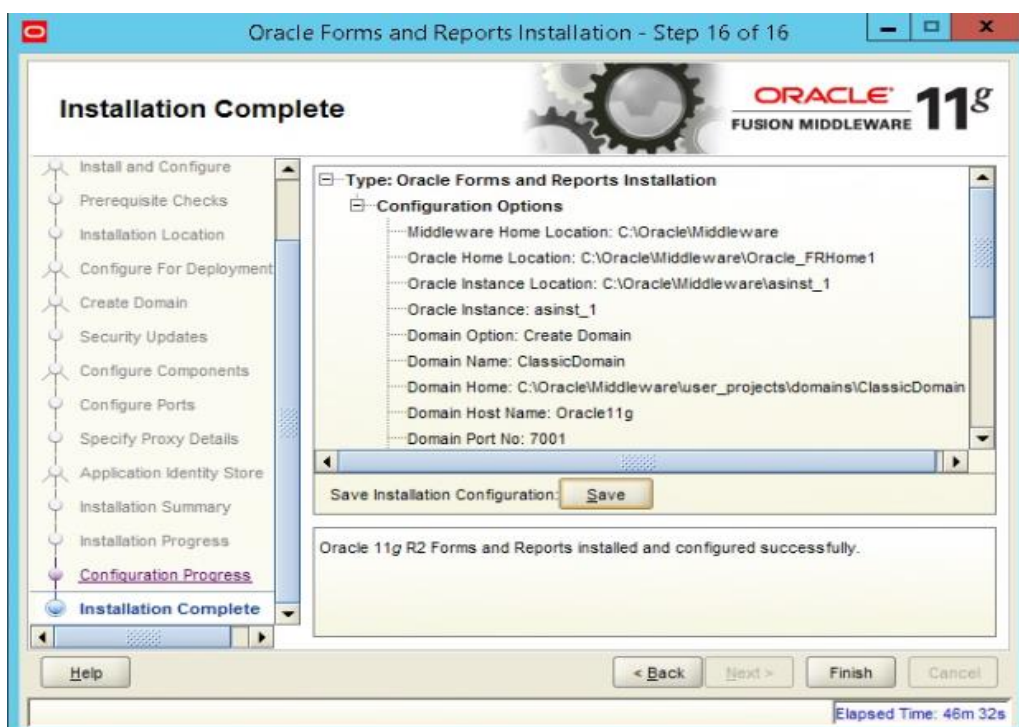 Oracle Forms and Reports Installation - Step 16 of 16
Installation Complete
ORACLE
FUSION MIDDLEWARE 11g
Install and Configure
Prerequisite Checks
Installation Location
Configure For Deployment
Create Domain
Security Updates
Configure Components
Configure Ports
Specify Proxy Details
Application Identity Store
Installation Summary
Installation Progress
Configuration Progress
Installation Complete
Type: Oracle Forms and Reports Installation
Configuration Options
Middleware Home Location: C:\Oracle\Middleware
Oracle Home Location: C:\Oracle\Middleware\Oracle_FRHome1
Oracle Instance Location: C:\Oracle\Middleware\asinst_1
Oracle Instance: asinst_1
Domain Option: Create Domain
Domain Name: ClassicDomain
Domain Home: C:\Oracle\Middleware\user_projects\domains\ClassicDomain
Domain Host Name: Oracle11g
Domain Port No: 7001
Save Installation Configuration: Save
Oracle 11g R2 Forms and Reports installed and configured successfully.
Help
< Back
Next >
Finish
Cancel
Elapsed Time: 46m 32s